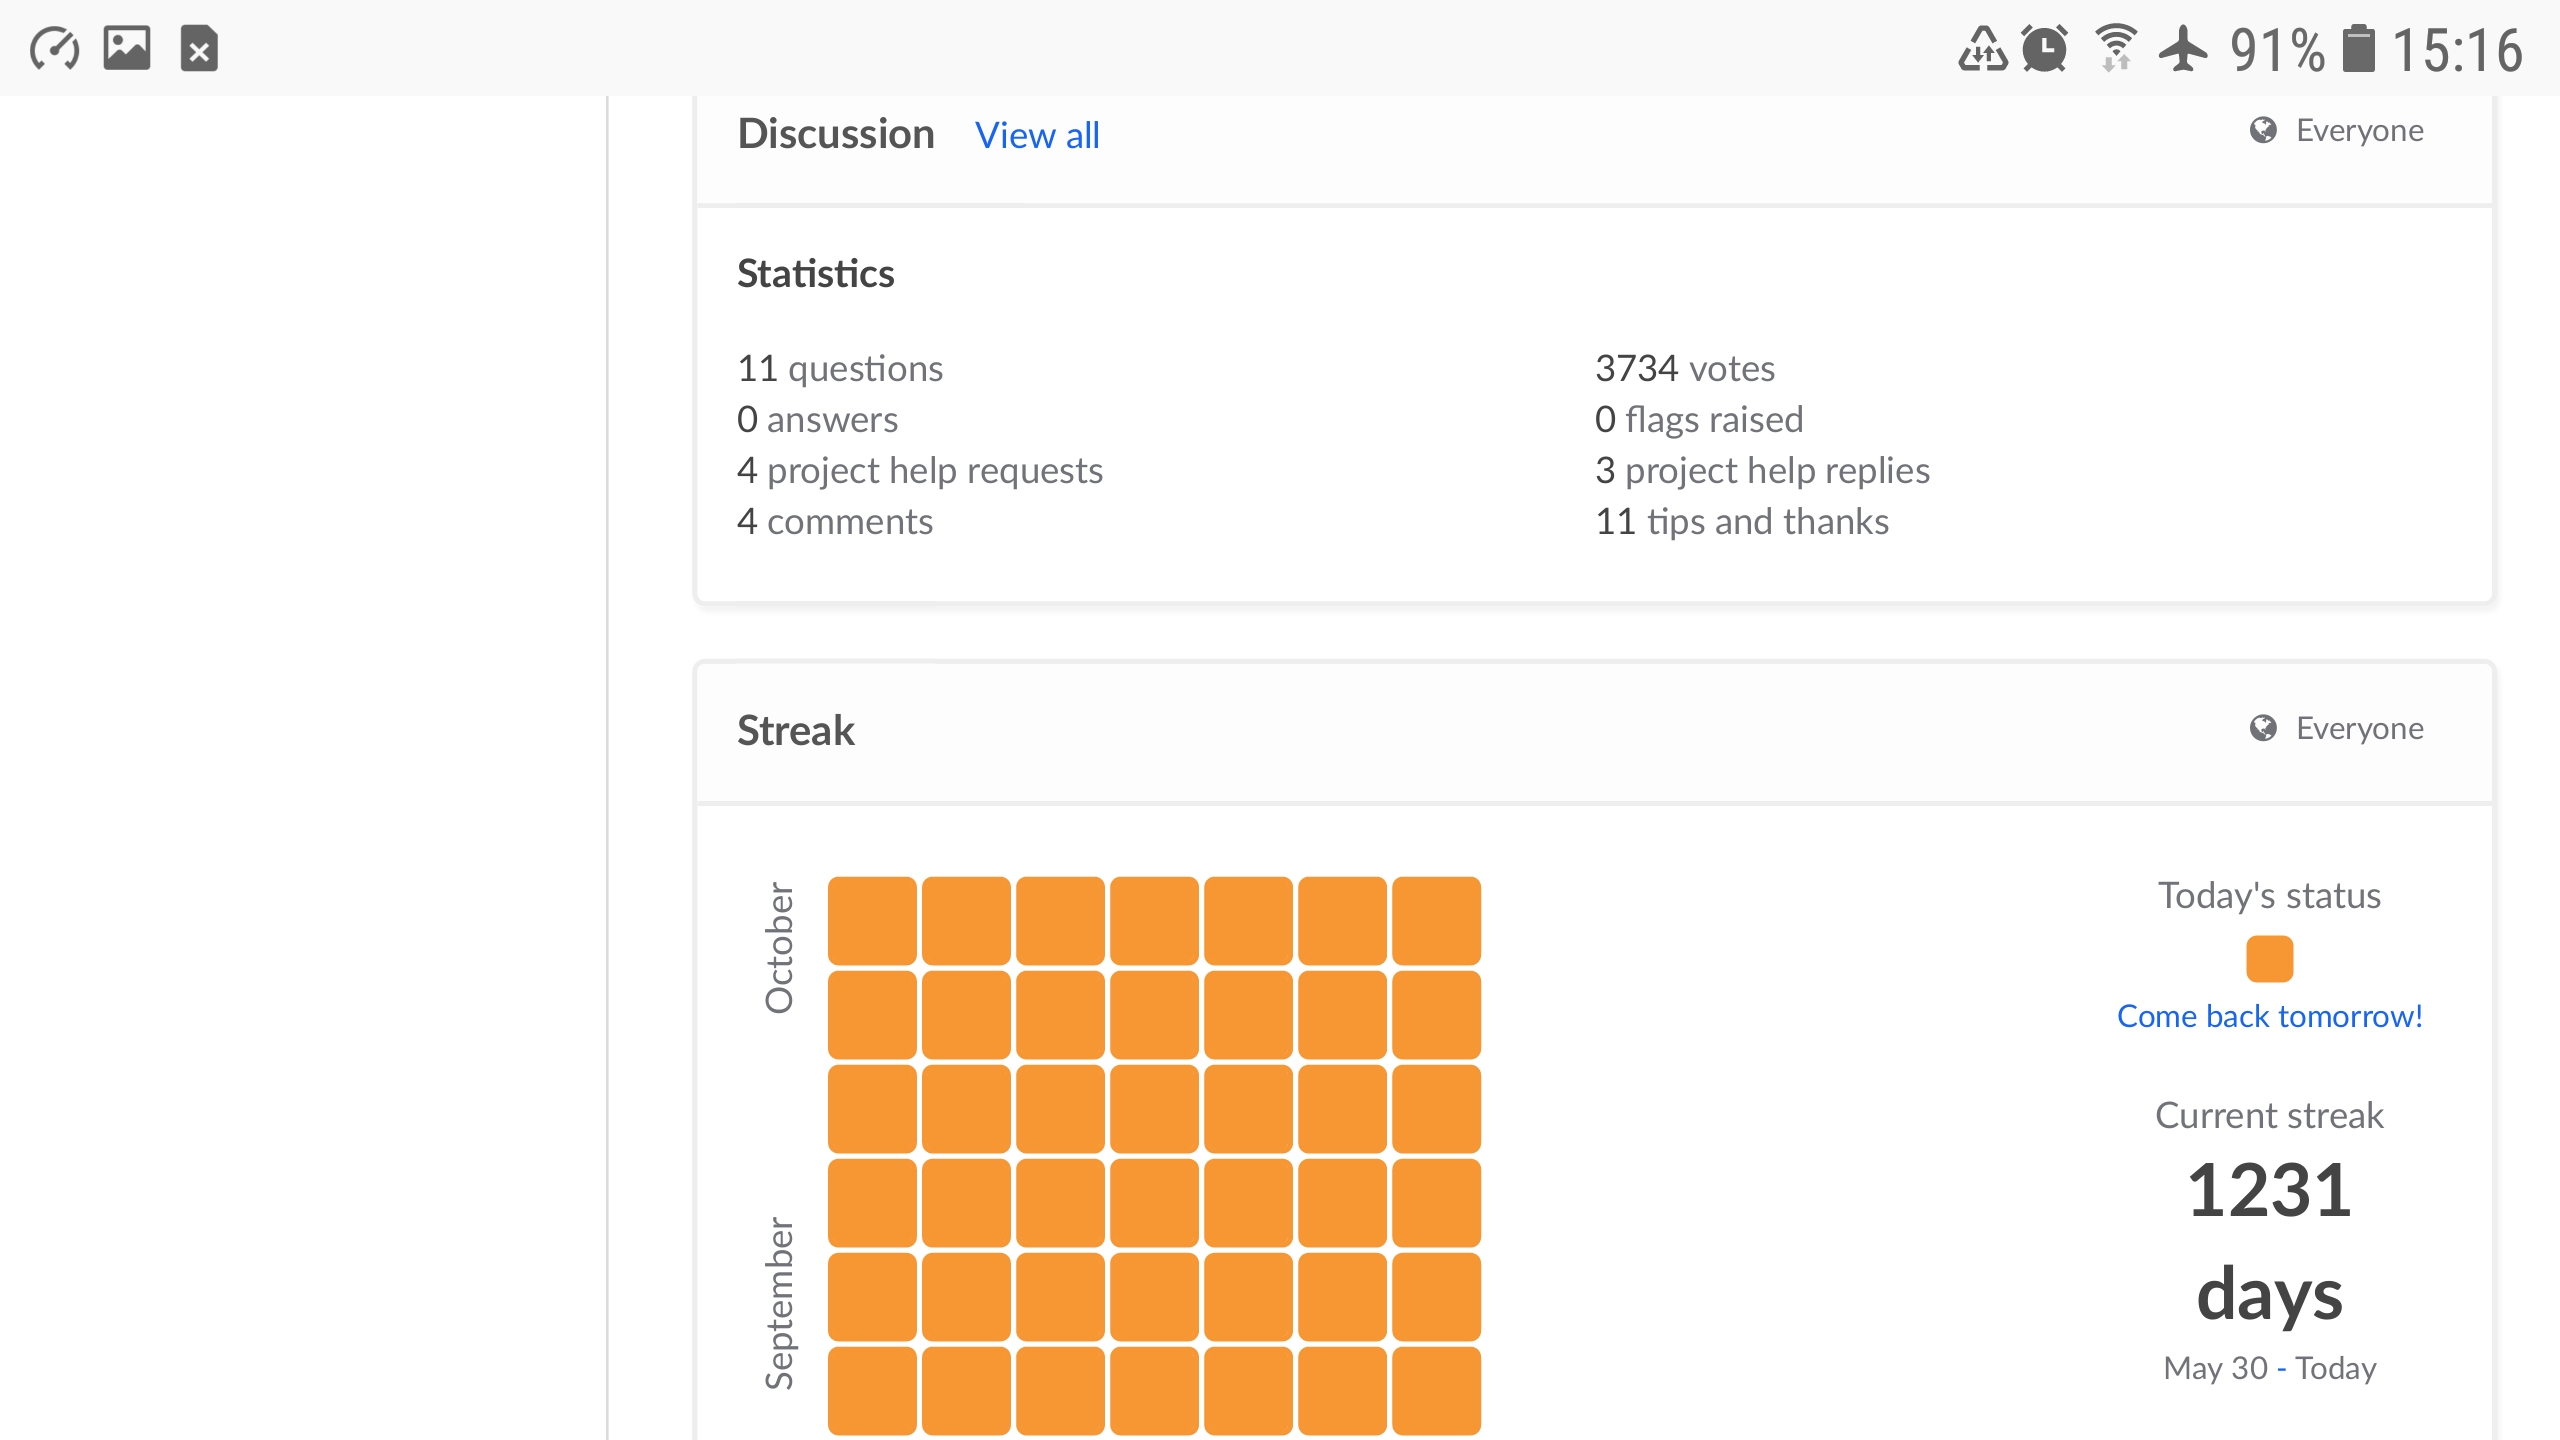 91% 15:16
Discussion View all Everyone
Statistics
11 questions
0 answers
4 project help requests
4 comments
3734 votes
0 flags raised
3 project help replies
11 tips and thanks
Streak Everyone
October
September
Today's status
Come back tomorrow!
Current streak
1231
days
May 30 - Today